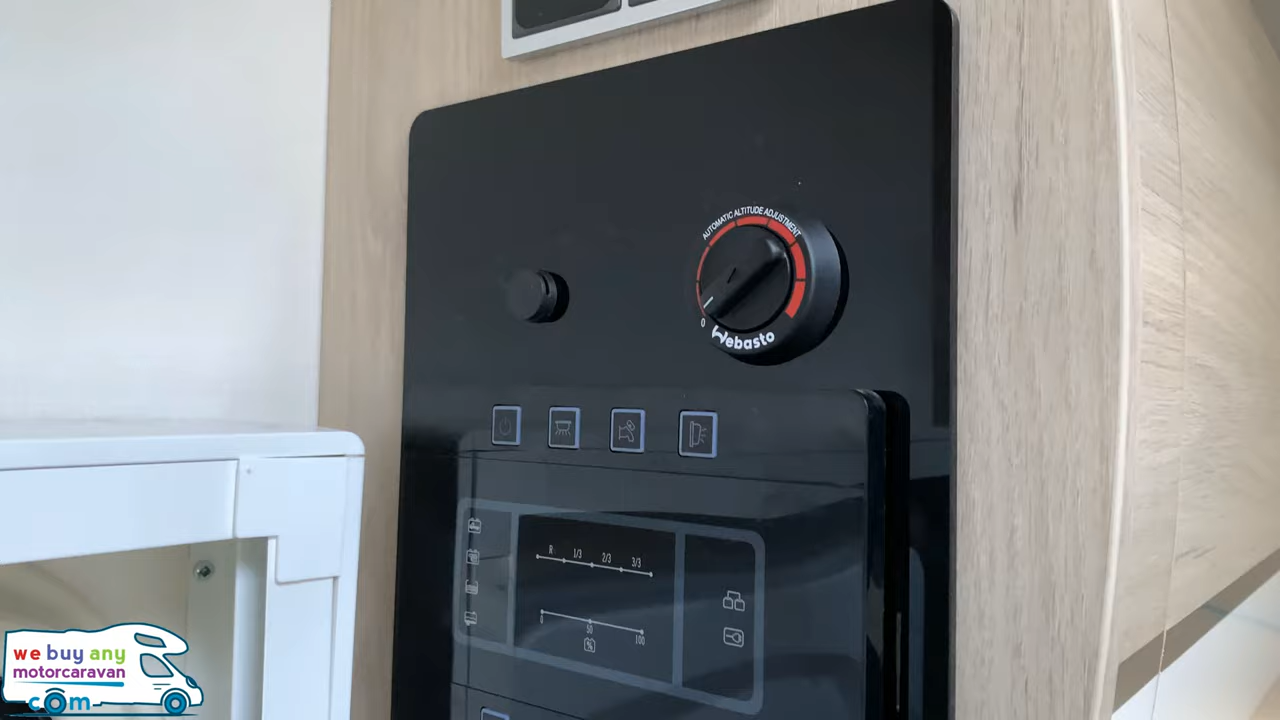 AUTOMATIC ALTITUDE ADJUSTMENT
0
Webasto
R 1/3 2/3 3/3
0 50 100
[%]
we buy any
motorcaravan
.com